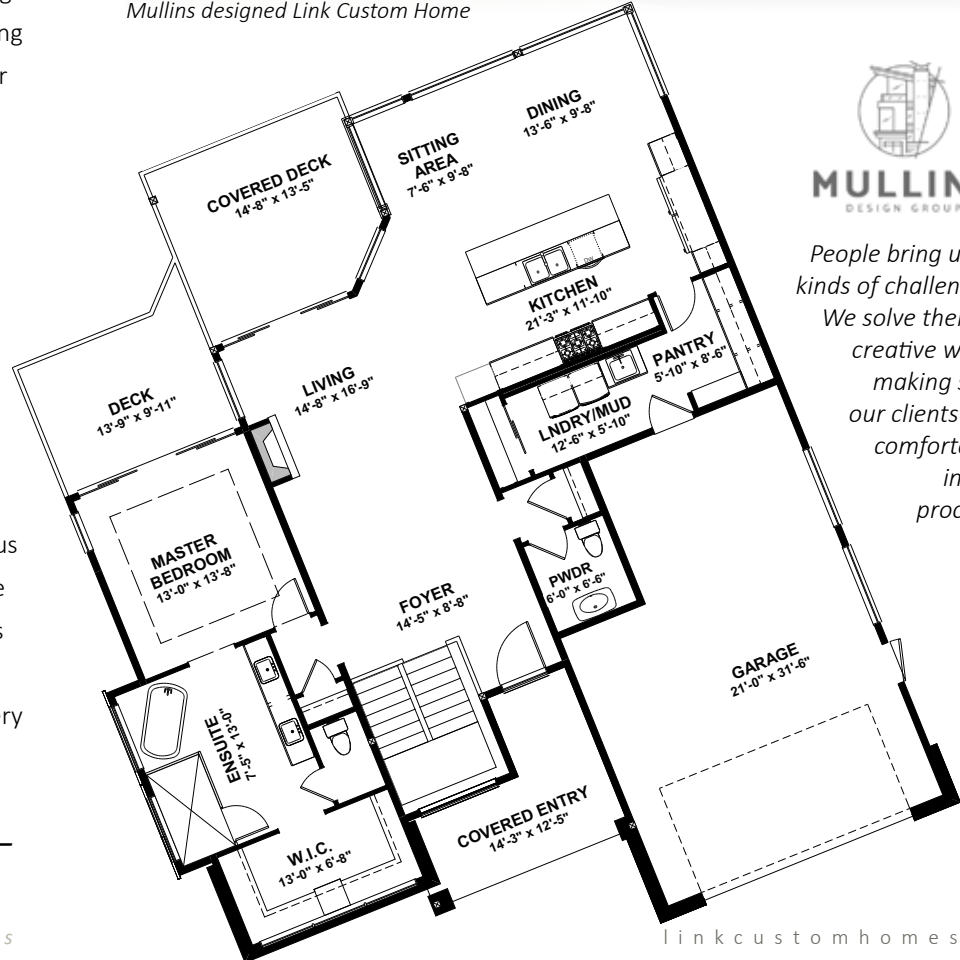 Mullins designed Link Custom Home
COVERED DECK
14'-8" x 13'-5"
SITTING
AREA
7'-6" x 9'-8"
DINING
13'-6" x 9'-8"
KITCHEN
21'-3" x 11'-10"
PANTRY
5'-10" x 8'-6"
DECK
13'-9" x 9'-11"
LIVING
14'-8" x 16'-9"
LNDRY/MUD
12'-6" x 5'-10"
MASTER
BEDROOM
13'-0" x 13'-8"
FOYER
14'-5" x 8'-8"
PWDR
6'-0" x 6'-6"
GARAGE
21'-0" x 31'-6"
ENSUITE
7'-5" x 13'-0"
W.I.C.
13'-0" x 6'-8"
COVERED ENTRY
14'-3" x 12'-5"
MULLIN
DESIGN GROUP
People bring u
kinds of challen
We solve the
creative w
making s
our clients
comforta
in
proc
ng
r
us
e
s
ery
s
linkcustomhomes